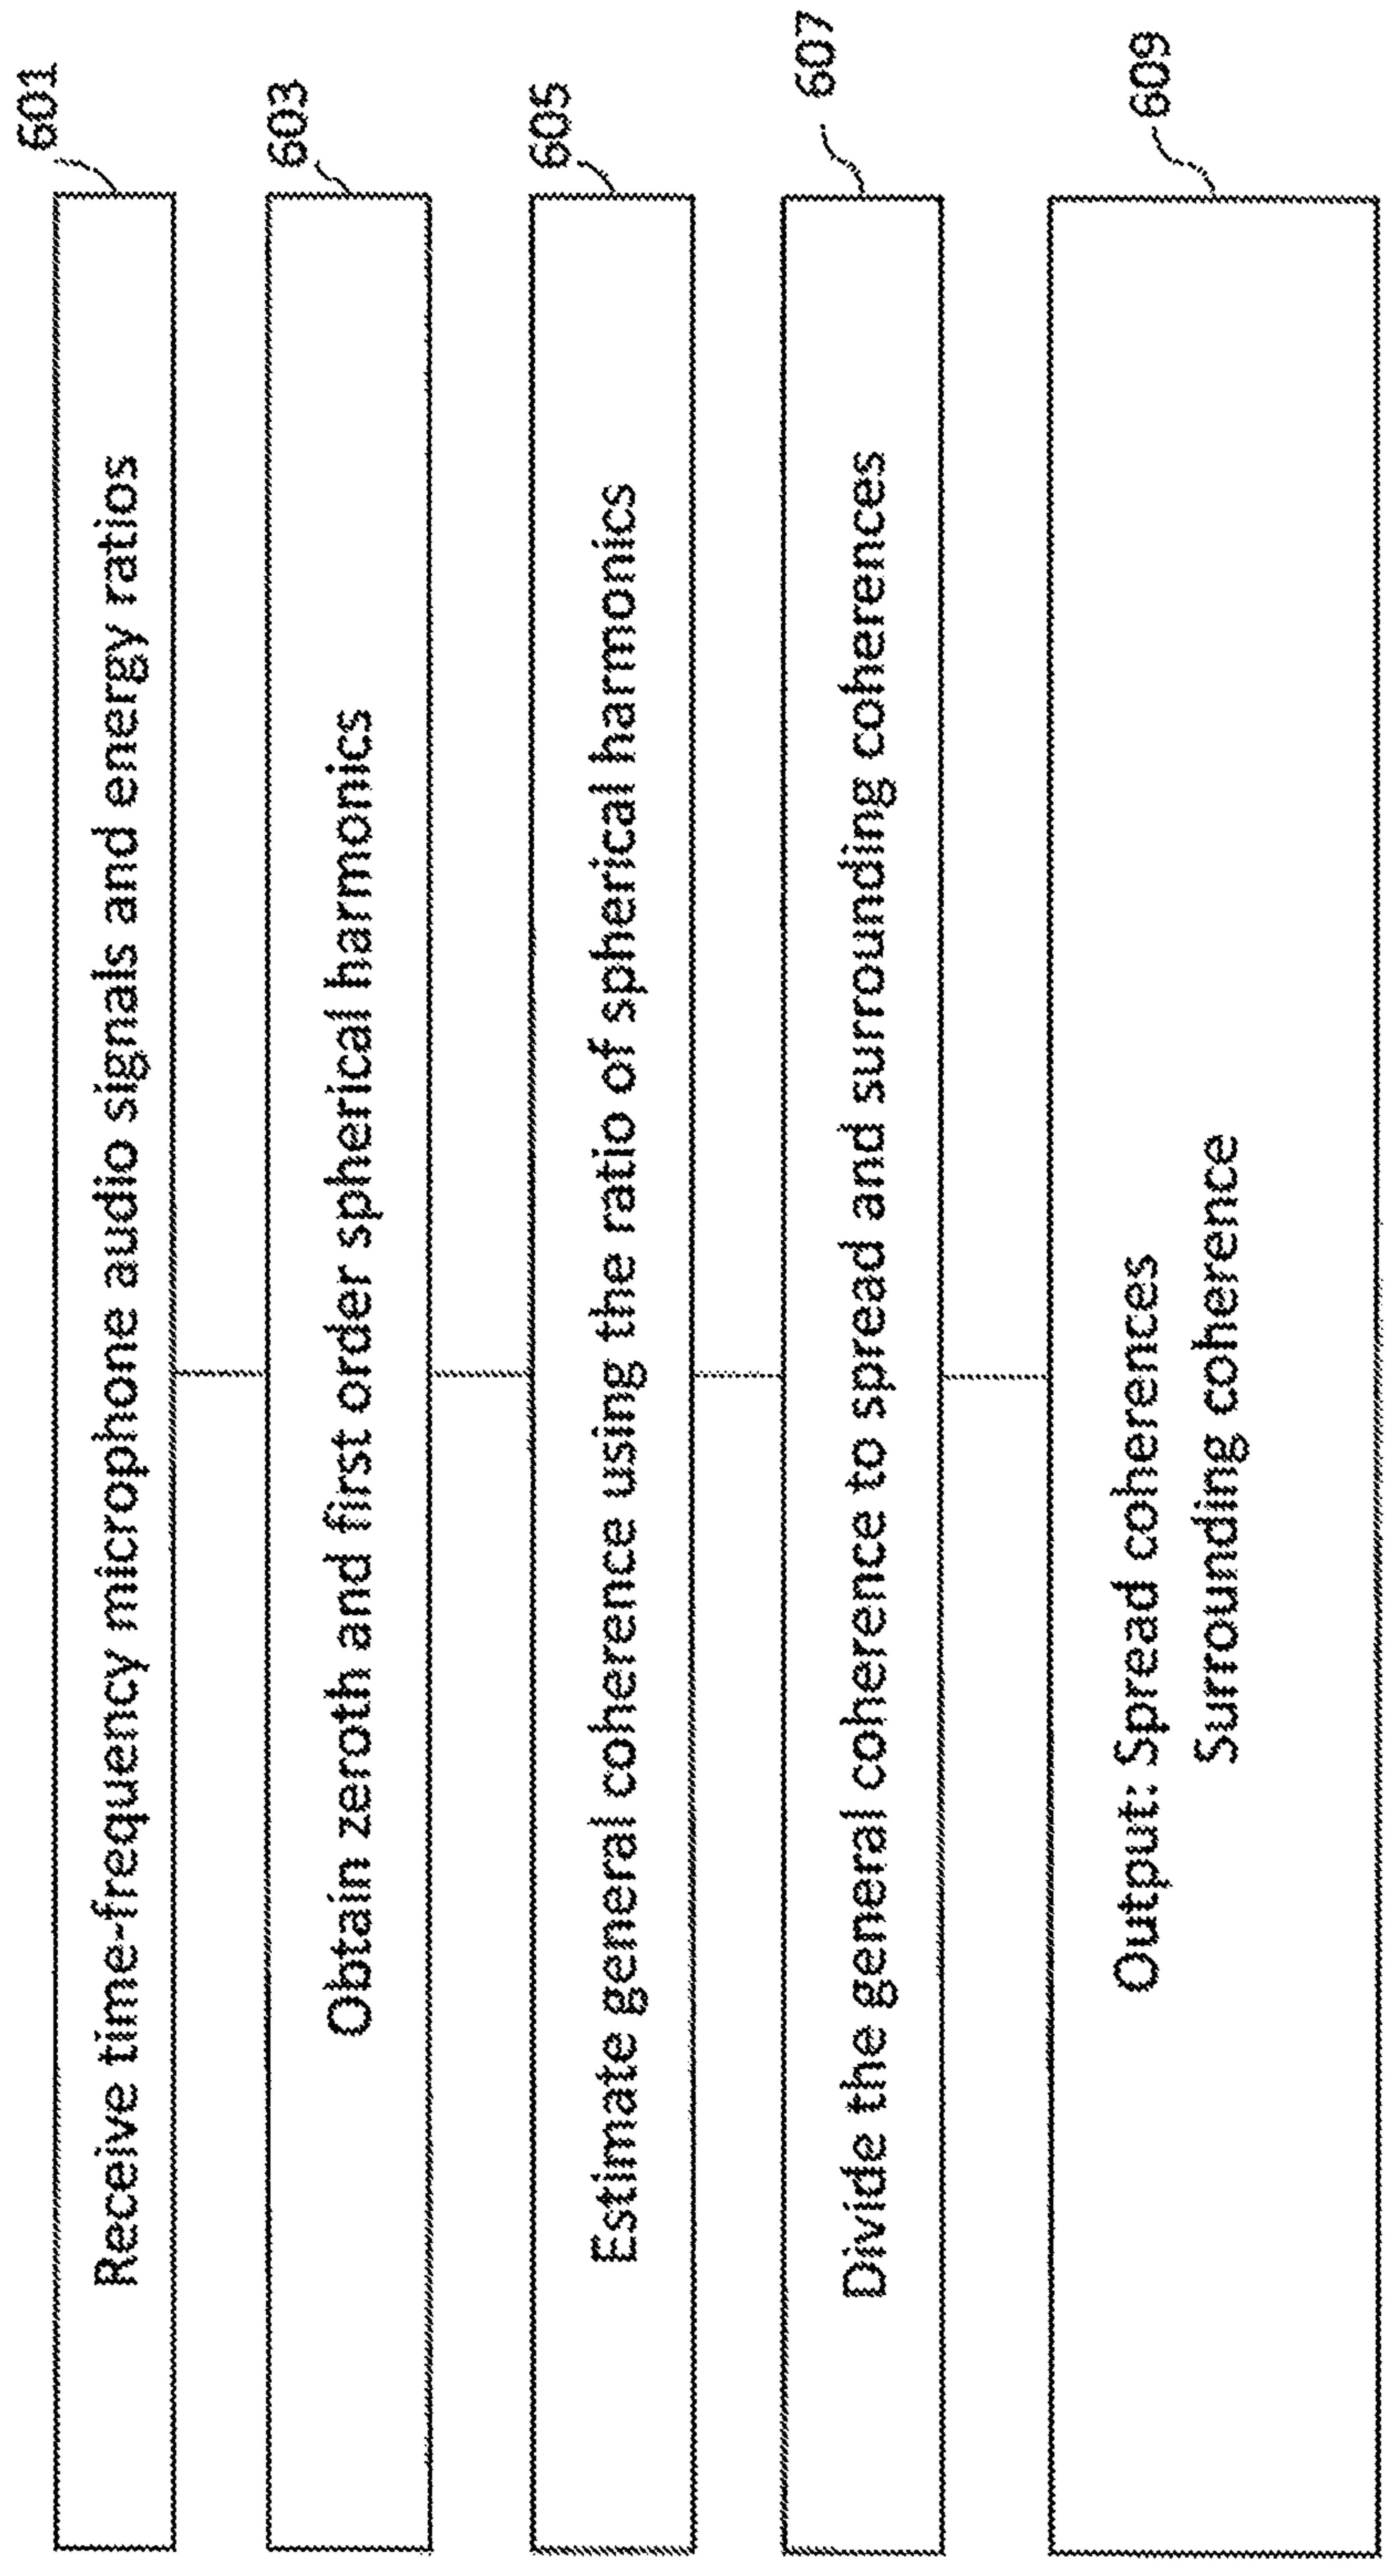 601
Receive time-frequency microphone audio signals and energy ratios
603
Obtain zeroth and first order spherical harmonics
605
Estimate general coherence using the ratio of spherical harmonics
607
Divide the general coherence to spread and surrounding coherences
609
Output: Spread coherences
Surrounding coherence